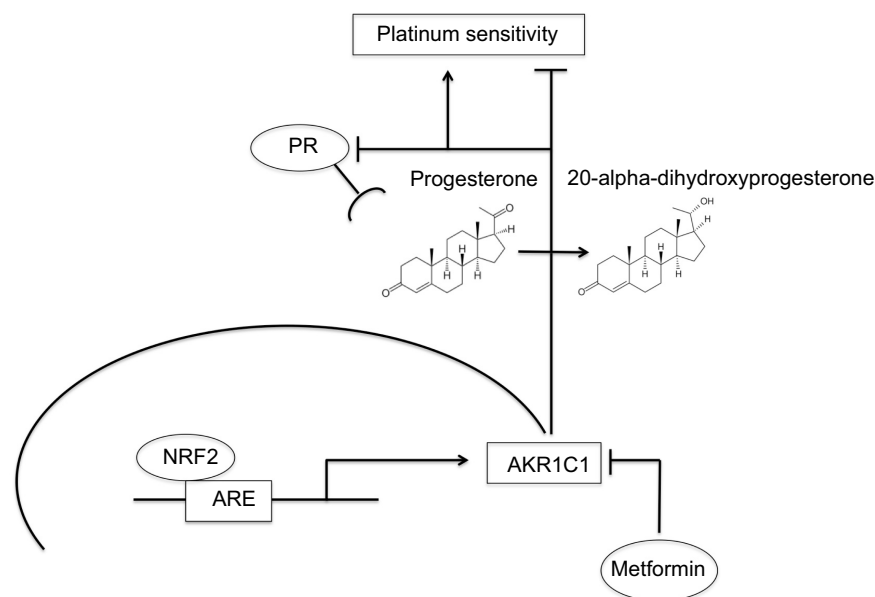 Platinum sensitivity
PR
Progesterone
20-alpha-dihydroxyprogesterone
O
H
H
H
H
O
OH
H
H
H
H
O
NRF2
ARE
AKR1C1
Metformin